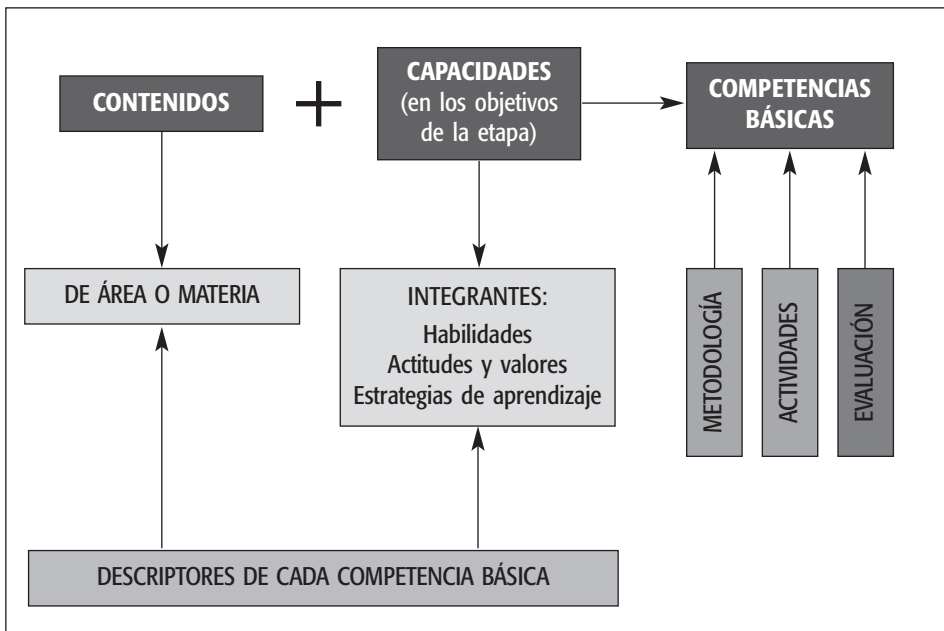 CONTENIDOS
+
CAPACIDADES
(en los objetivos
de la etapa)
COMPETENCIAS
BÁSICAS
DE ÁREA O MATERIA
INTEGRANTES:
Habilidades
Actitudes y valores
Estrategias de aprendizaje
METODOLOGÍA
ACTIVIDADES
EVALUACIÓN
DESCRIPTORES DE CADA COMPETENCIA BÁSICA